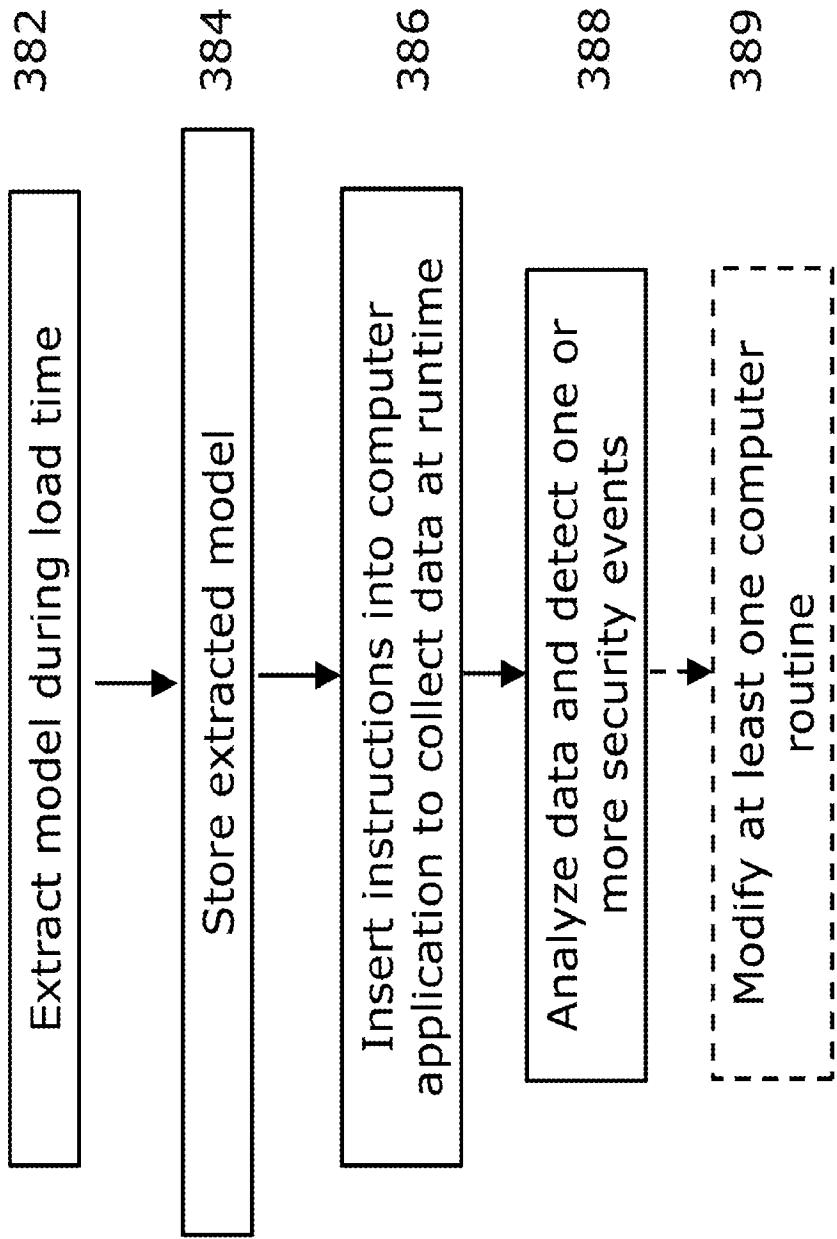 Extract model during load time
382
Store extracted model
384
Insert instructions into computer
application to collect data at runtime
386
Analyze data and detect one or
more security events
388
Modify at least one computer
routine
389